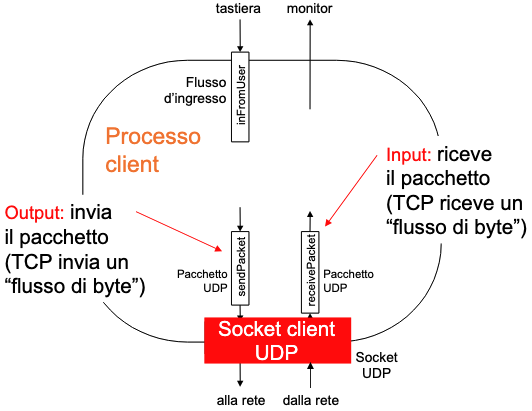 tastiera
monitor
Flusso
d'ingresso
inFromUser
Processo
client
Input: riceve
il pacchetto
(TCP riceve un
“flusso di byte”)
Output: invia
il pacchetto
(TCP invia un
“flusso di byte”)
Pacchetto
UDP
sendPacket
receivePacket
Pacchetto
UDP
Socket client
UDP
Socket
UDP
alla rete
dalla rete